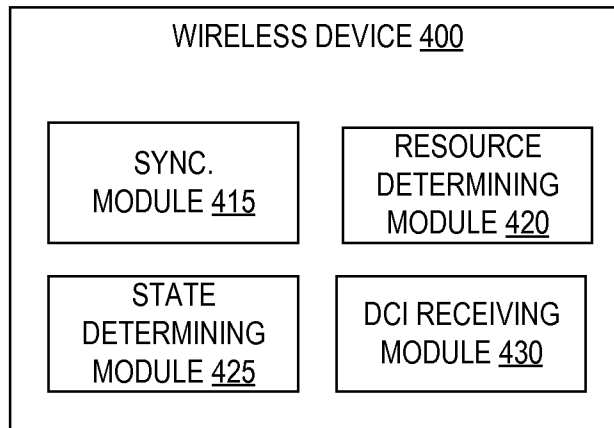 WIRELESS DEVICE 400
SYNC.
MODULE 415
RESOURCE
DETERMINING
MODULE 420
STATE
DETERMINING
MODULE 425
DCI RECEIVING
MODULE 430